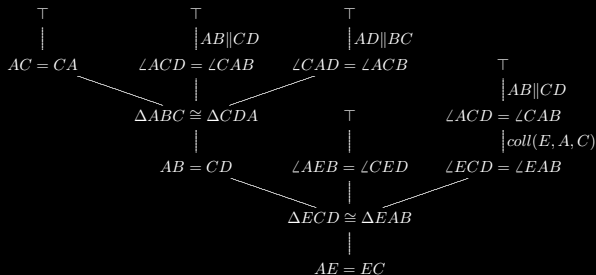 ⊤ ⊤ ⊤
AB∥CD AD∥BC
AC = CA ∠ACD = ∠CAB ∠CAD = ∠ACB ⊤
AB∥CD
ΔABC ≅ ΔCDA ⊤ ∠ACD = ∠CAB
coll(E, A, C)
AB = CD ∠AEB = ∠CED ∠ECD = ∠EAB
ΔECD ≅ ΔEAB
AE = EC